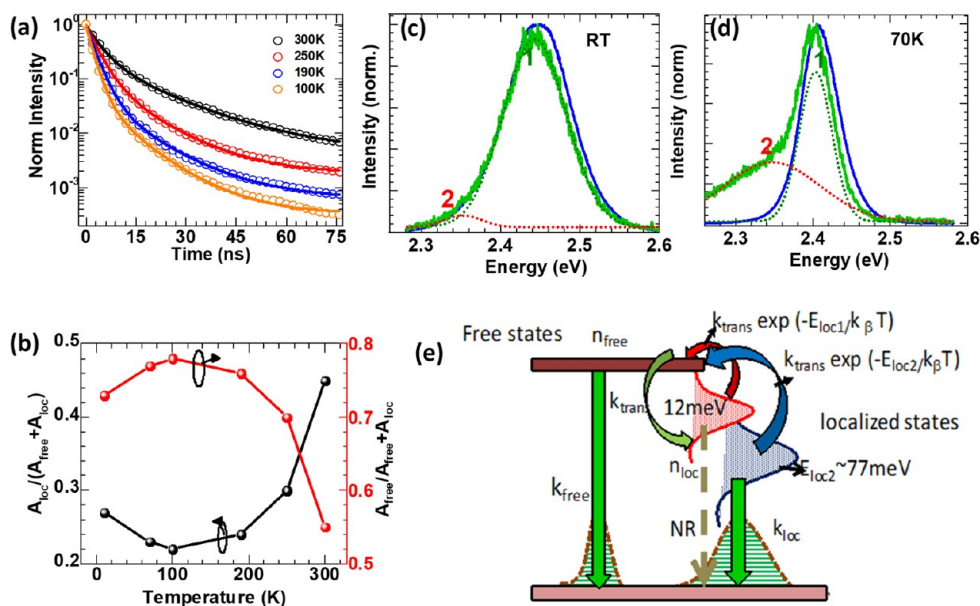 (a)
300K
250K
190K
100K
Norm Intensity
10⁻¹
10⁻²
10⁻³
0 15 30 45 60 75
Time (ns)
(c)
RT
Intensity (norm.)
2
2.3 2.4 2.5 2.6
Energy (eV)
(d)
70K
Intensity (norm.)
2
2.3 2.4 2.5 2.6
Energy (eV)
(b)
0.5
0.4
0.3
0.2
A_loc/(A_free+A_loc)
0.8
0.7
0.6
0.5
A_free/A_free+A_loc
0 100 200 300
Temperature (K)
(e)
Free states
n_free
k_trans exp (-E_loc1/k_β T)
k_trans exp (-E_loc2/k_βT)
k_trans
12meV
localized states
n_loc
E_loc2~77meV
k_free
NR
k_loc